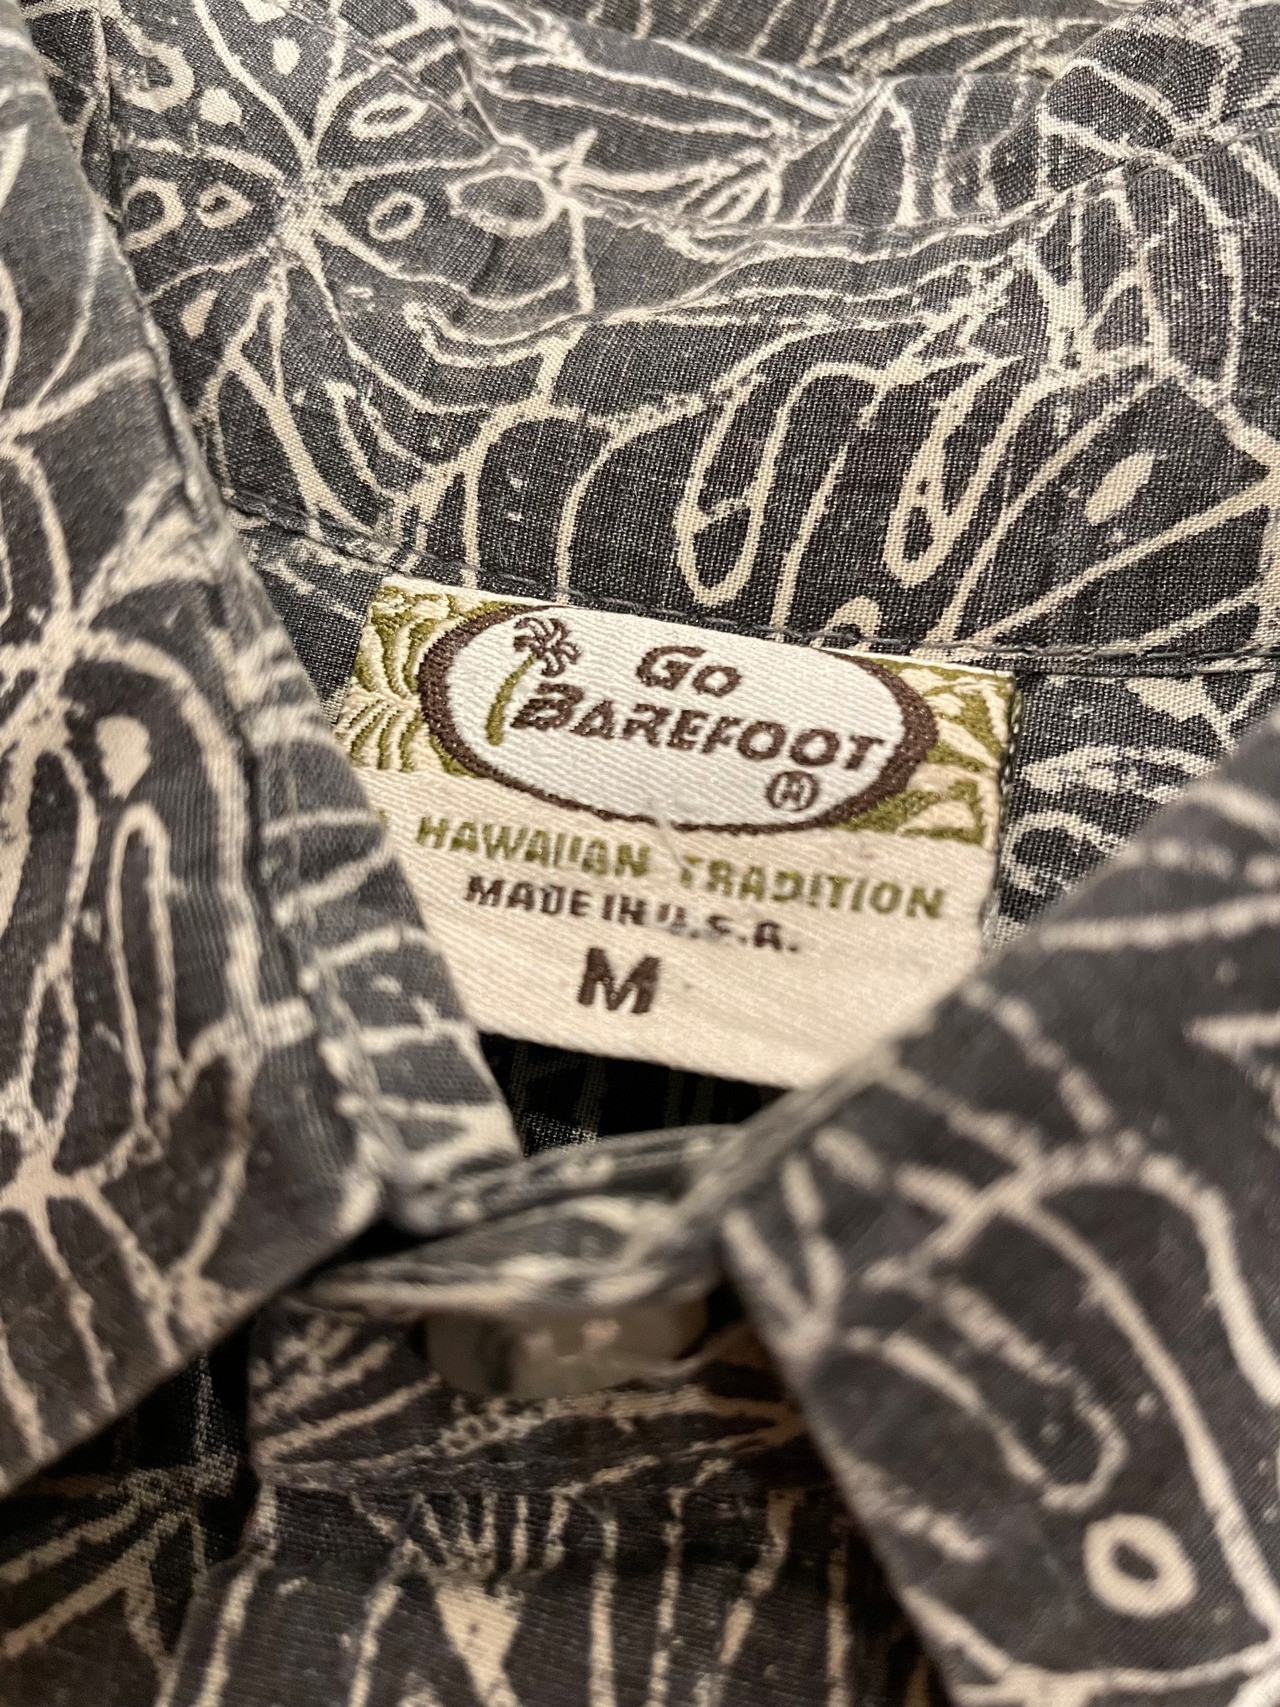 Go
BAREFOOT
®
A HAWAIIAN TRADITION
MADE IN U.S.A.
M